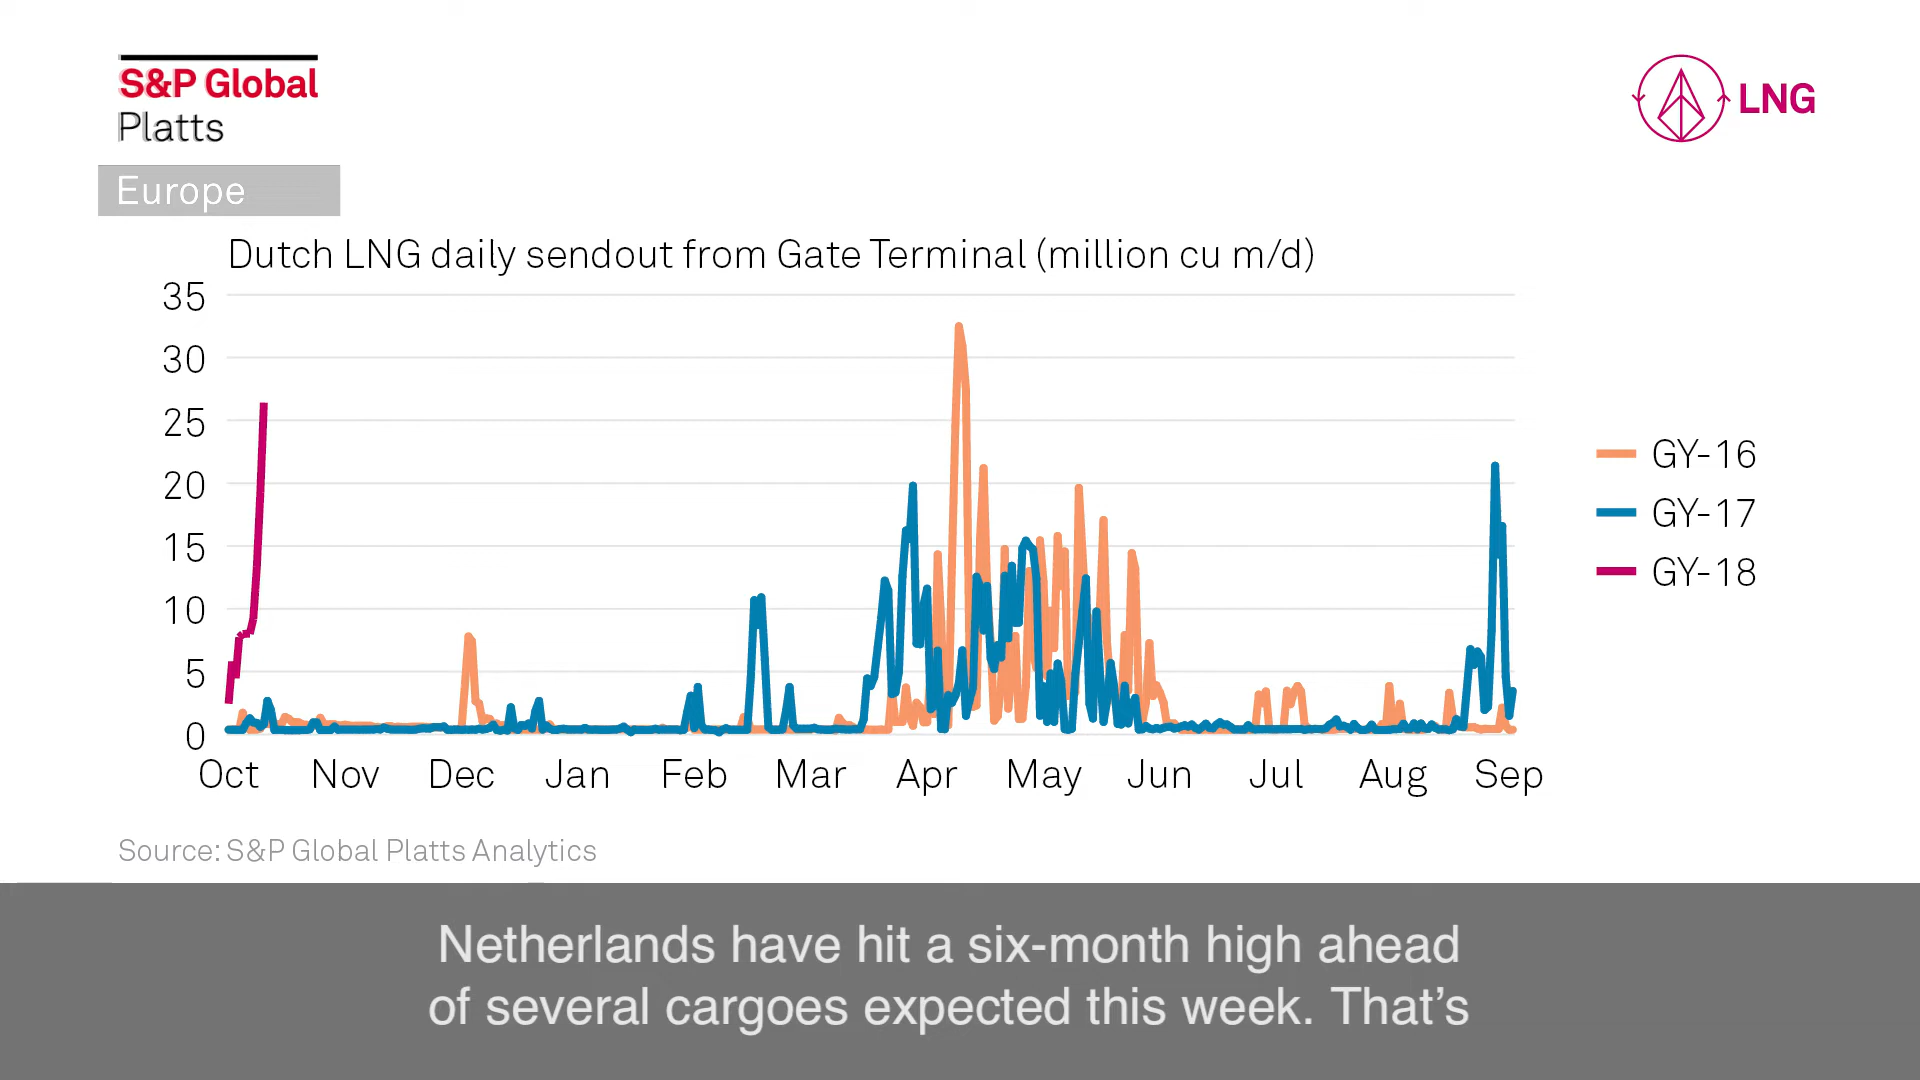 S&P Global
Platts
LNG
Europe
Dutch LNG daily sendout from Gate Terminal (million cu m/d)
35
30
25
20
15
10
5
0
Oct Nov Dec Jan Feb Mar Apr May Jun Jul Aug Sep
GY-16
GY-17
GY-18
Source: S&P Global Platts Analytics
Netherlands have hit a six-month high ahead
of several cargoes expected this week. That’s